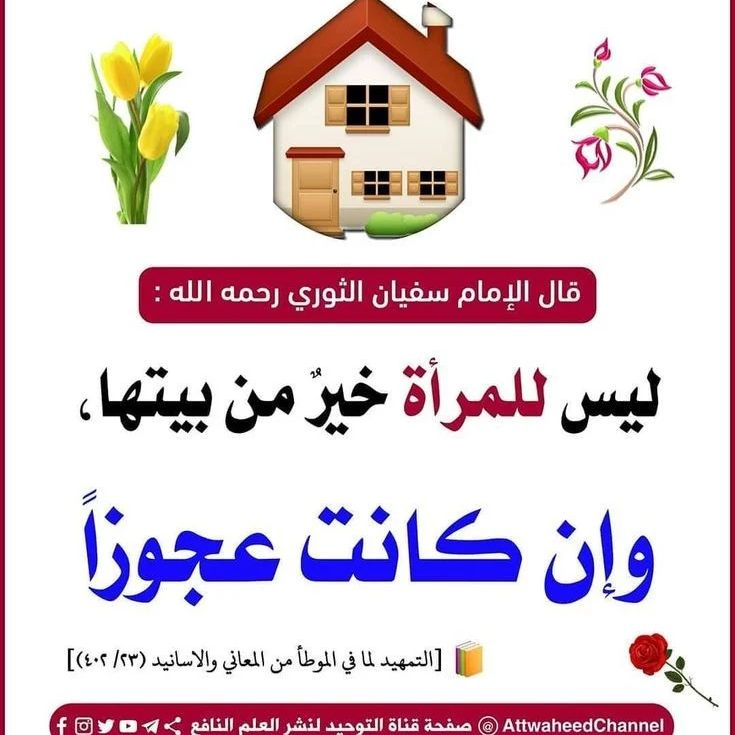 قال الإمام سفيان الثوري رحمه الله :
ليس للمرأة خيرٌ من بيتها،
وإن كانت عجوزاً
[التمهيد لما في الموطأ من المعاني والاسانيد (٢٣/ ٤٠٢)]
صفحة قناة التوحيد لنشر العلم النافع @ AttwaheedChannel